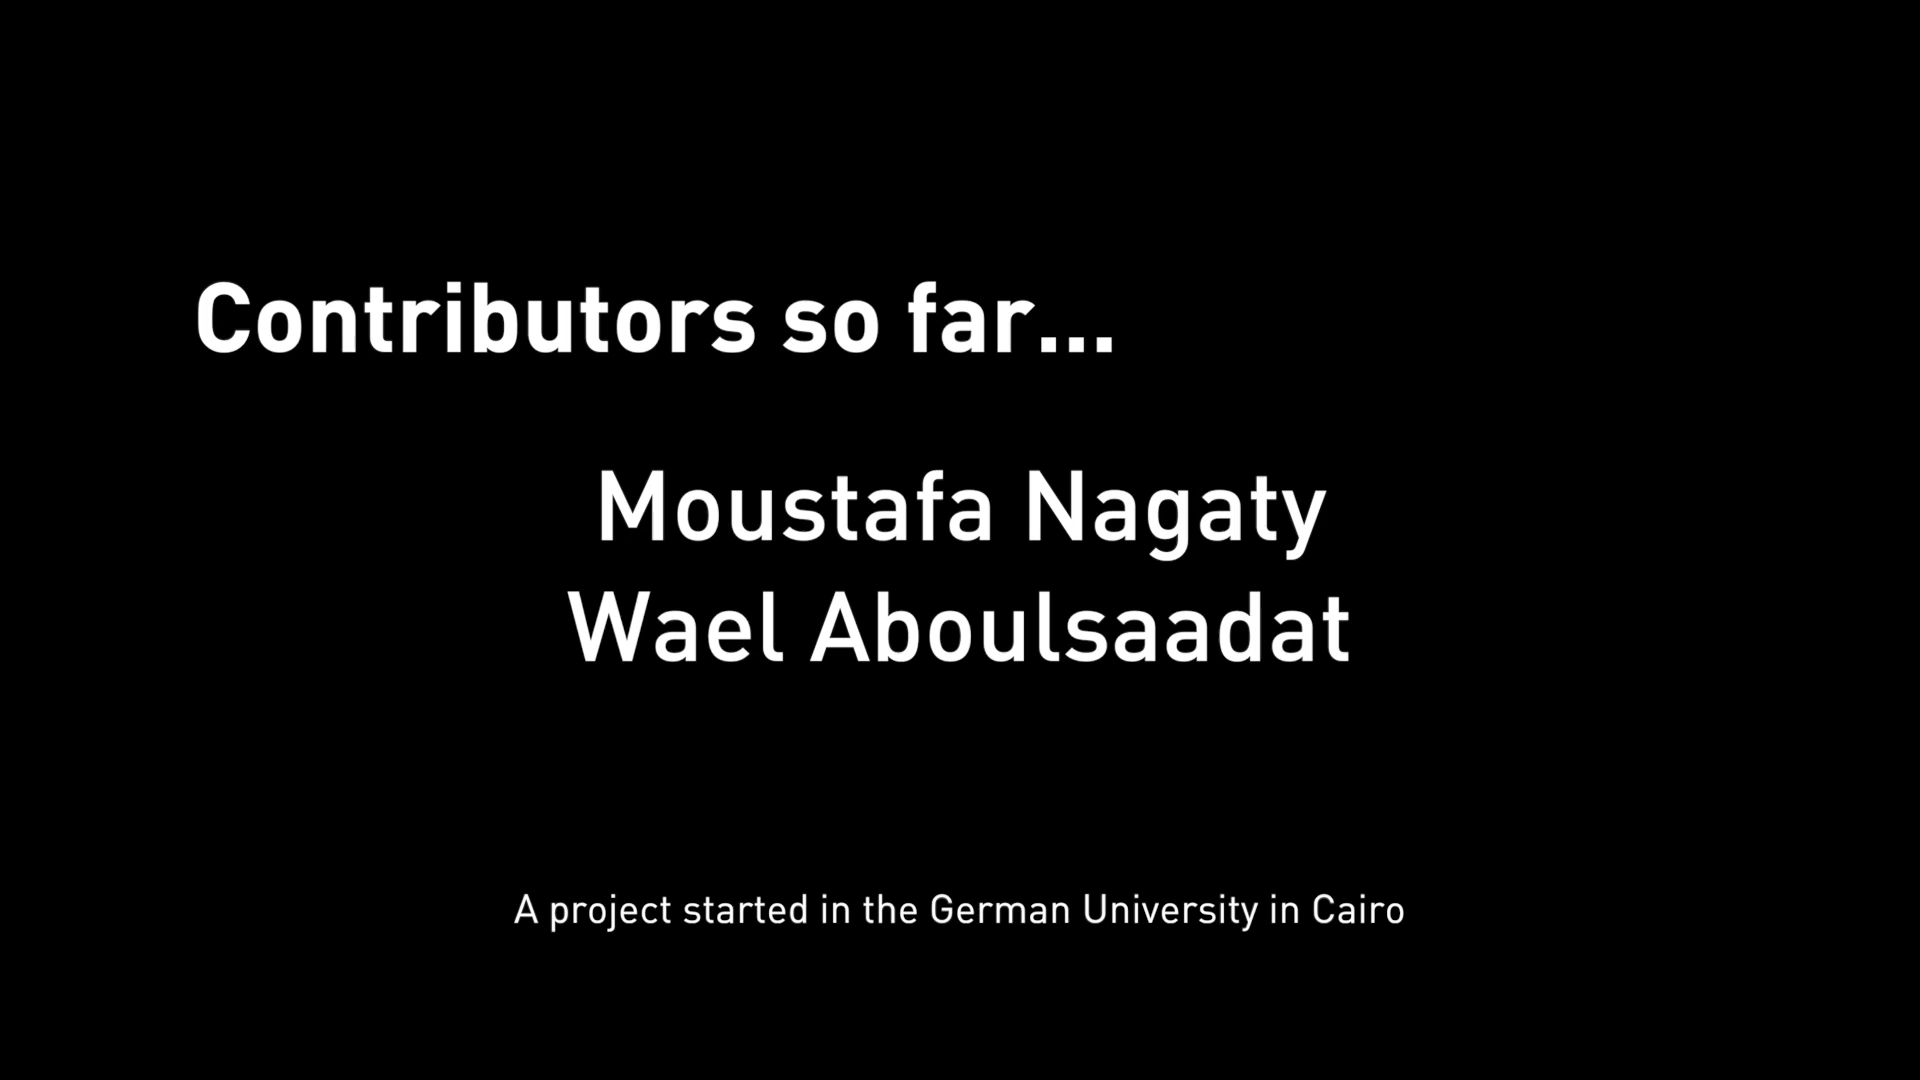 Contributors so far...
Moustafa Nagaty
Wael Aboulsaadat
A project started in the German University in Cairo